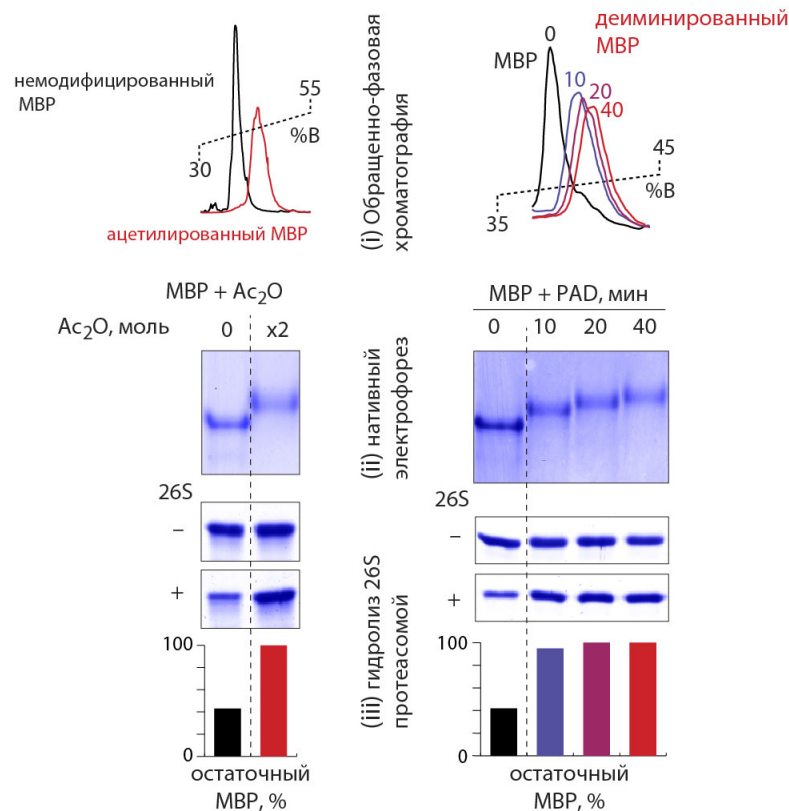 немодифицированный
MBP
55
%B
30
ацетилированный MBP
(i) Обращенно-фазовая
хроматография
деиминированный
MBP
0
MBP
10
20
40
45
%B
35
MBP + Ac₂O
Ac₂O, моль
0
x2
MBP + PAD, мин
0
10
20
40
(ii) нативный
электрофорез
26S
–
+
26S
–
+
(iii) гидролиз 26S
протеасомой
100
0
остаточный
MBP, %
100
0
остаточный
MBP, %